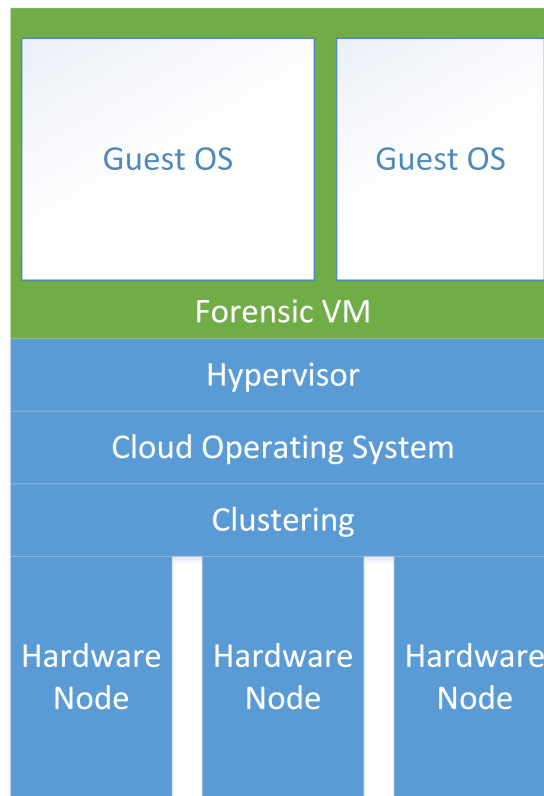 Guest OS
Guest OS
Forensic VM
Hypervisor
Cloud Operating System
Clustering
Hardware
Node
Hardware
Node
Hardware
Node